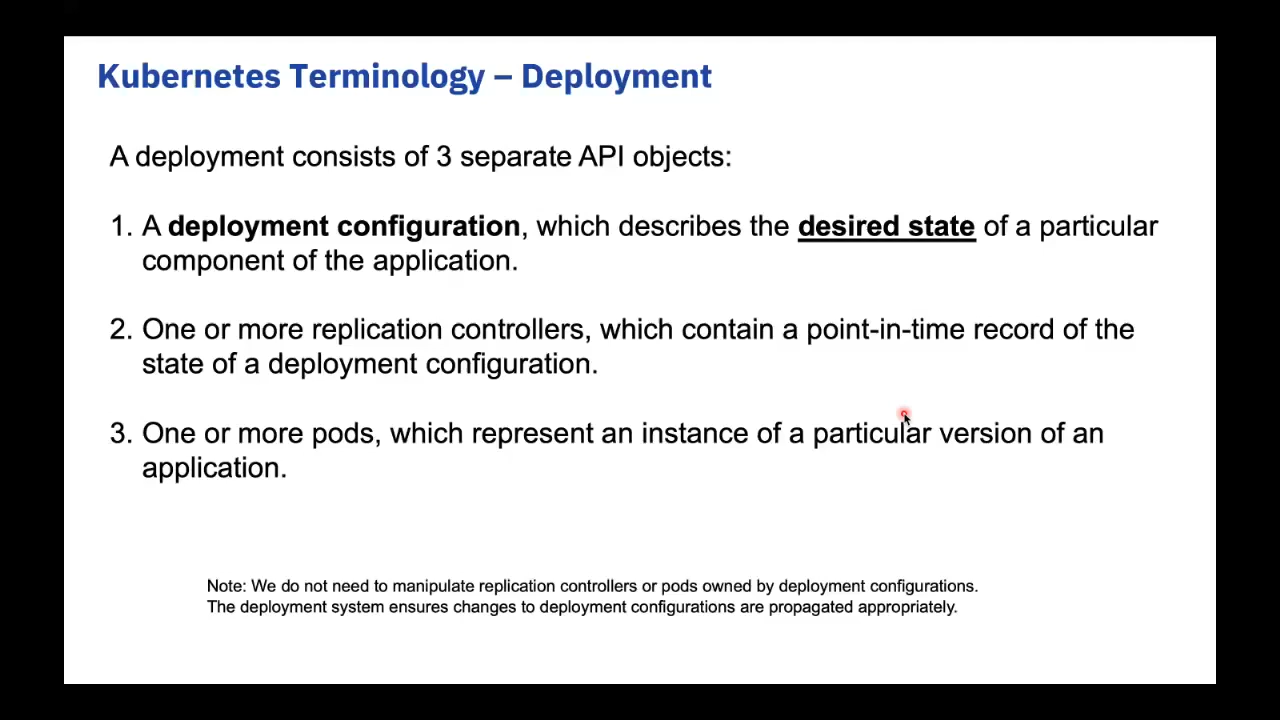 Kubernetes Terminology – Deployment
A deployment consists of 3 separate API objects:
1. A deployment configuration, which describes the desired state of a particular
component of the application.
2. One or more replication controllers, which contain a point-in-time record of the
state of a deployment configuration.
3. One or more pods, which represent an instance of a particular version of an
application.
Note: We do not need to manipulate replication controllers or pods owned by deployment configurations.
The deployment system ensures changes to deployment configurations are propagated appropriately.